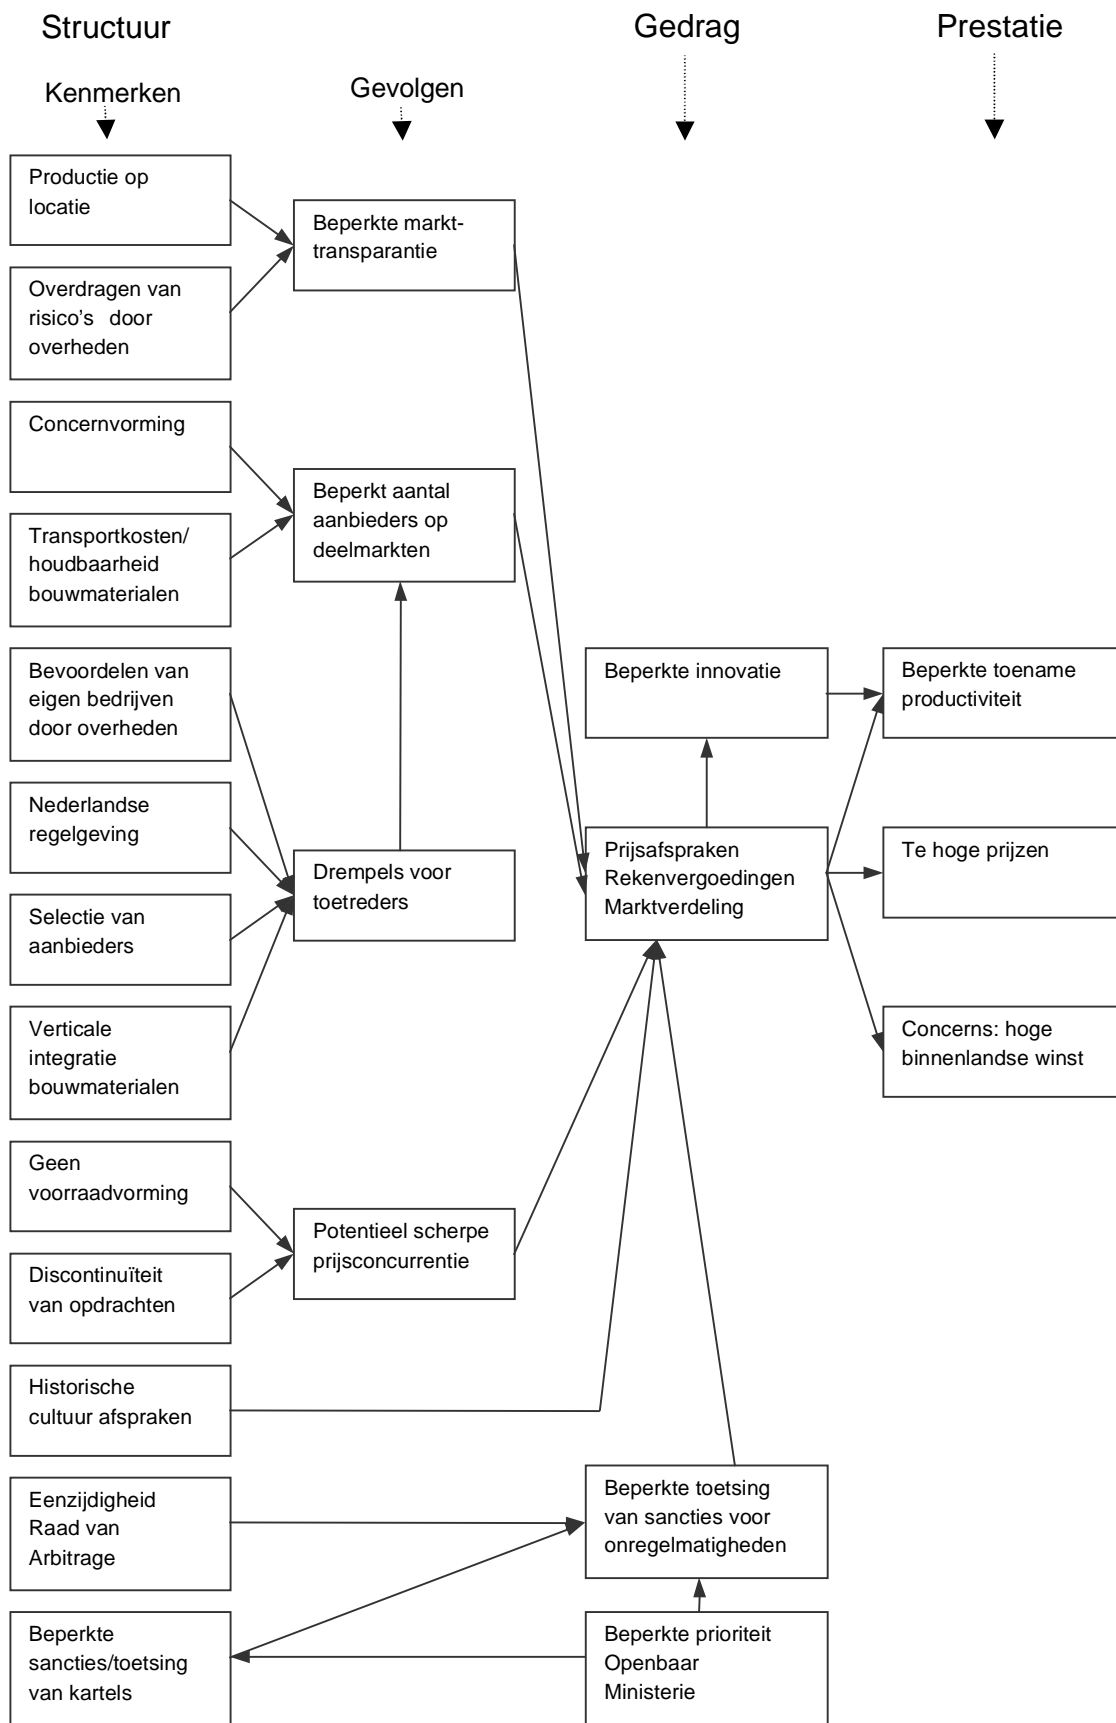 Structuur
Gedrag
Prestatie
Kenmerken
Gevolgen
Productie op
locatie
Overdragen van
risico's door
overheden
Concernvorming
Transportkosten/
houdbaarheid
bouwmaterialen
Bevoordelen van
eigen bedrijven
door overheden
Nederlandse
regelgeving
Selectie van
aanbieders
Verticale
integratie
bouwmaterialen
Geen
voorraadvorming
Discontinuïteit
van opdrachten
Historische
cultuur afspraken
Eenzijdigheid
Raad van
Arbitrage
Beperkte
sancties/toetsing
van kartels
Beperkte markt-
transparantie
Beperkt aantal
aanbieders op
deelmarkten
Drempels voor
toetreders
Potentieel scherpe
prijsconcurrentie
Beperkte innovatie
Prijsafspraken
Rekenvergoedingen
Marktverdeling
Beperkte toetsing
van sancties voor
onregelmatigheden
Beperkte prioriteit
Openbaar
Ministerie
Beperkte toename
productiviteit
Te hoge prijzen
Concerns: hoge
binnenlandse winst